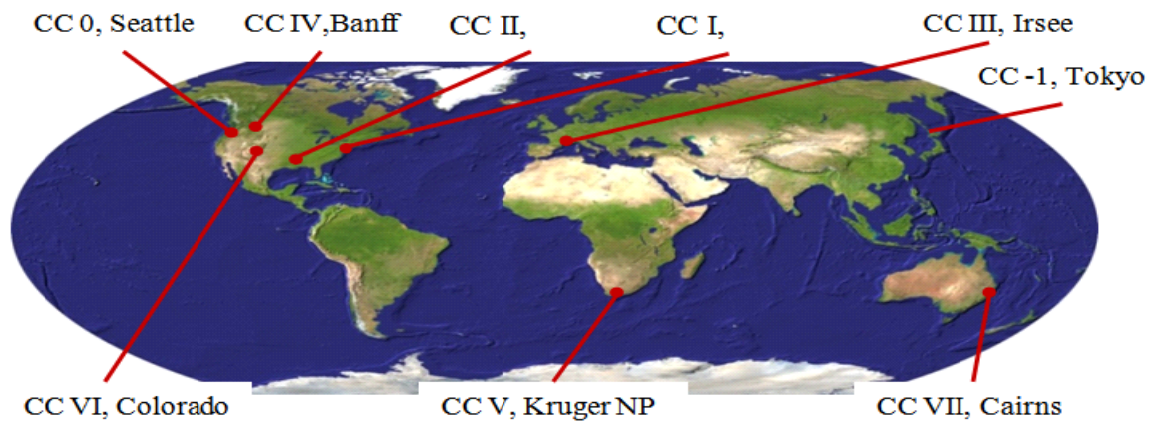 CC 0, Seattle
CC IV,Banff
CC II,
CC I,
CC III, Irsee
CC -1, Tokyo
CC VI, Colorado
CC V, Kruger NP
CC VII, Cairns